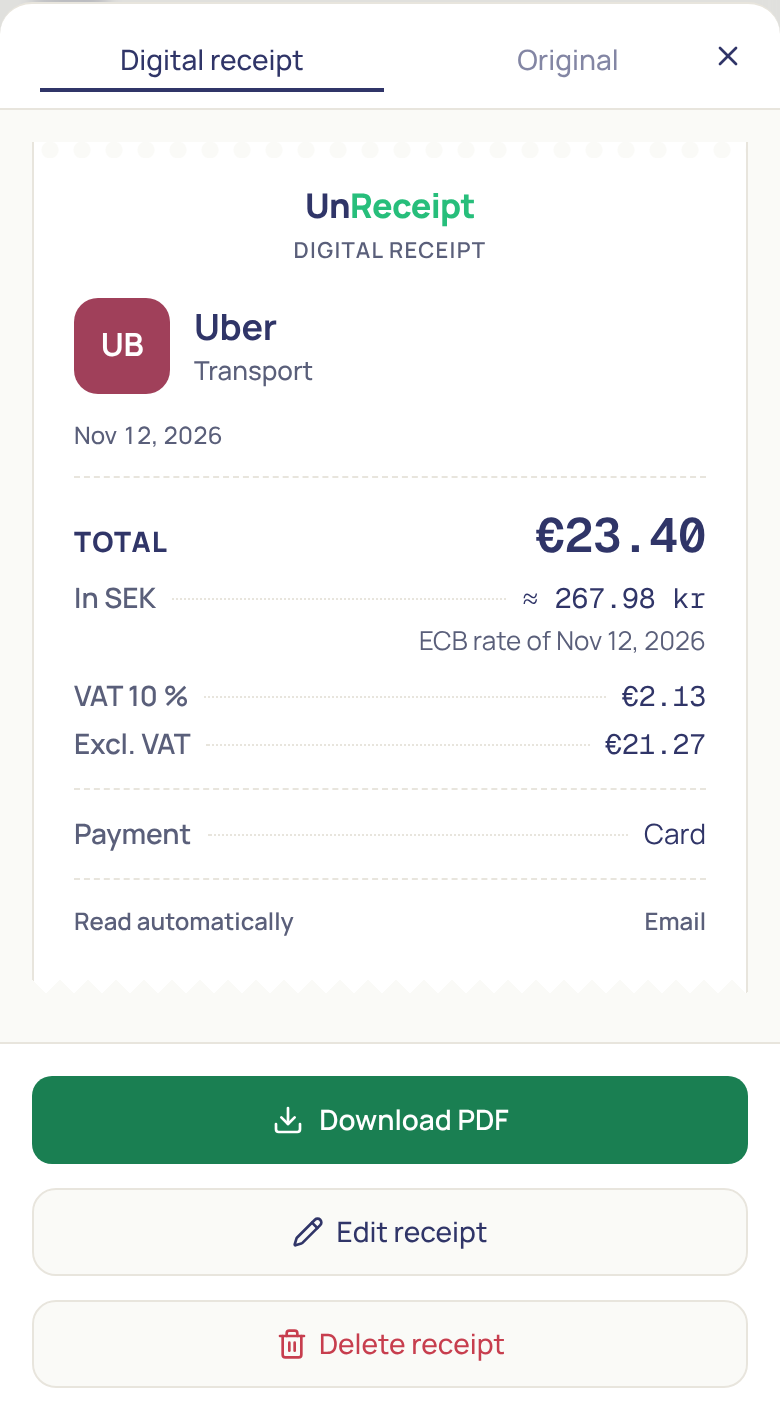 Digital receipt
Original
UnReceipt
DIGITAL RECEIPT
UB
Uber
Transport
Nov 12, 2026
TOTAL €23.40
In SEK ≈ 267.98 kr
ECB rate of Nov 12, 2026
VAT 10 % €2.13
Excl. VAT €21.27
Payment Card
Read automatically Email
Download PDF
Edit receipt
Delete receipt